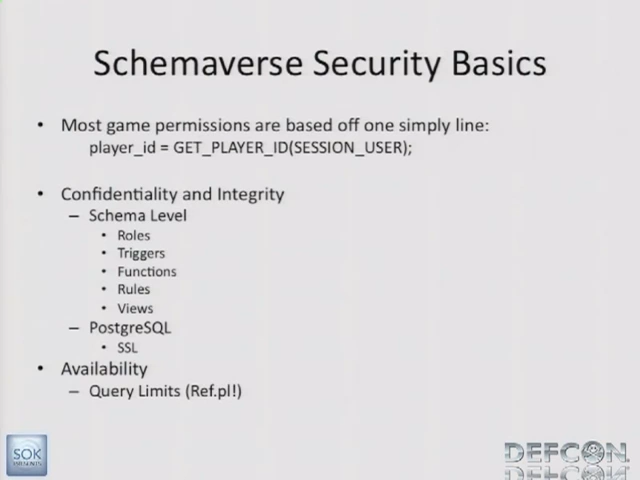 Schemaverse Security Basics
• Most game permissions are based off one simply line:
player_id = GET_PLAYER_ID(SESSION_USER);
• Confidentiality and Integrity
– Schema Level
• Roles
• Triggers
• Functions
• Rules
• Views
– PostgreSQL
• SSL
• Availability
– Query Limits (Ref.pl!)
SOK
DEFCON